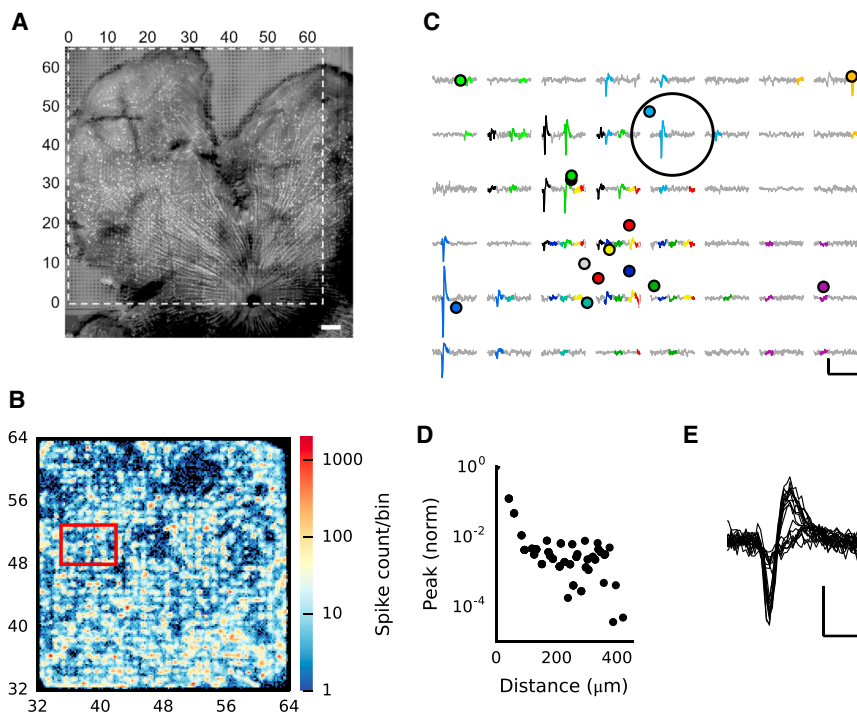 A
0 10 20 30 40 50 60
60
50
40
30
20
10
0
B
64
56
48
40
32
32 40 48 56 64
1000
100
10
1
Spike count/bin
C
D
10^0
10^-2
10^-4
Peak (norm)
0 200 400
Distance (μm)
E